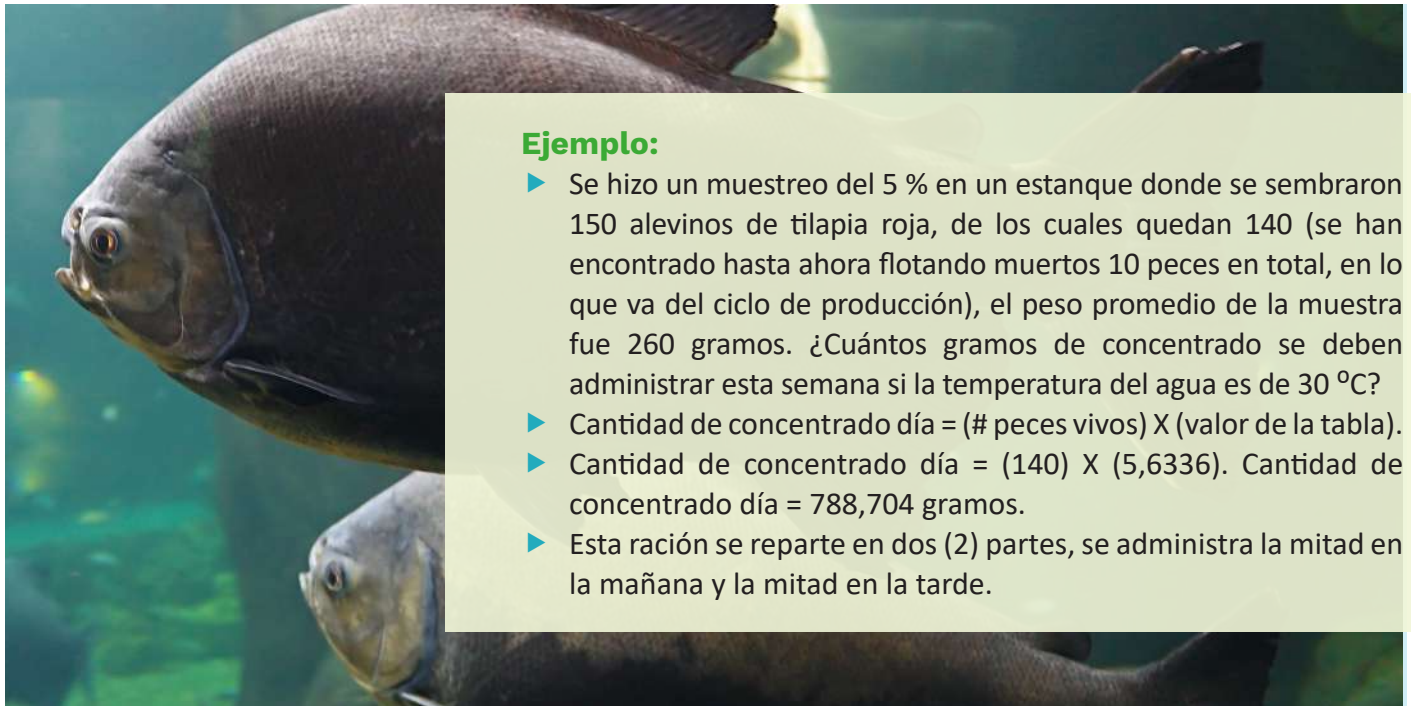 Ejemplo:
Se hizo un muestreo del 5 % en un estanque donde se sembraron
150 alevinos de tilapia roja, de los cuales quedan 140 (se han
encontrado hasta ahora flotando muertos 10 peces en total, en lo
que va del ciclo de producción), el peso promedio de la muestra
fue 260 gramos. ¿Cuántos gramos de concentrado se deben
administrar esta semana si la temperatura del agua es de 30 ⁰C?
Cantidad de concentrado día = (# peces vivos) X (valor de la tabla).
Cantidad de concentrado día = (140) X (5,6336). Cantidad de
concentrado día = 788,704 gramos.
Esta ración se reparte en dos (2) partes, se administra la mitad en
la mañana y la mitad en la tarde.